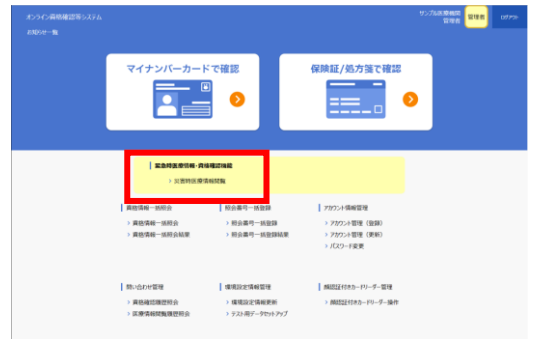 オンライン資格確認等システム
サンプル医療機関
管理者
管理者
ログアウト
お知らせ一覧
マイナンバーカードで確認
保険証/処方箋で確認
緊急時医療情報・資格確認機能
> 災害時医療情報閲覧
資格情報一括照会
照会番号一括登録
アカウント情報管理
> 資格情報一括照会
> 照会番号一括登録
> アカウント管理（登録）
> 資格情報一括照会結果
> 照会番号一括登録結果
> アカウント管理（更新）
> パスワード変更
問い合わせ管理
環境設定情報管理
顔認証付きカードリーダー管理
> 資格確認履歴照会
> 環境設定情報更新
> 顔認証付きカードリーダー操作
> 医療情報閲覧履歴照会
> テスト用データセットアップ